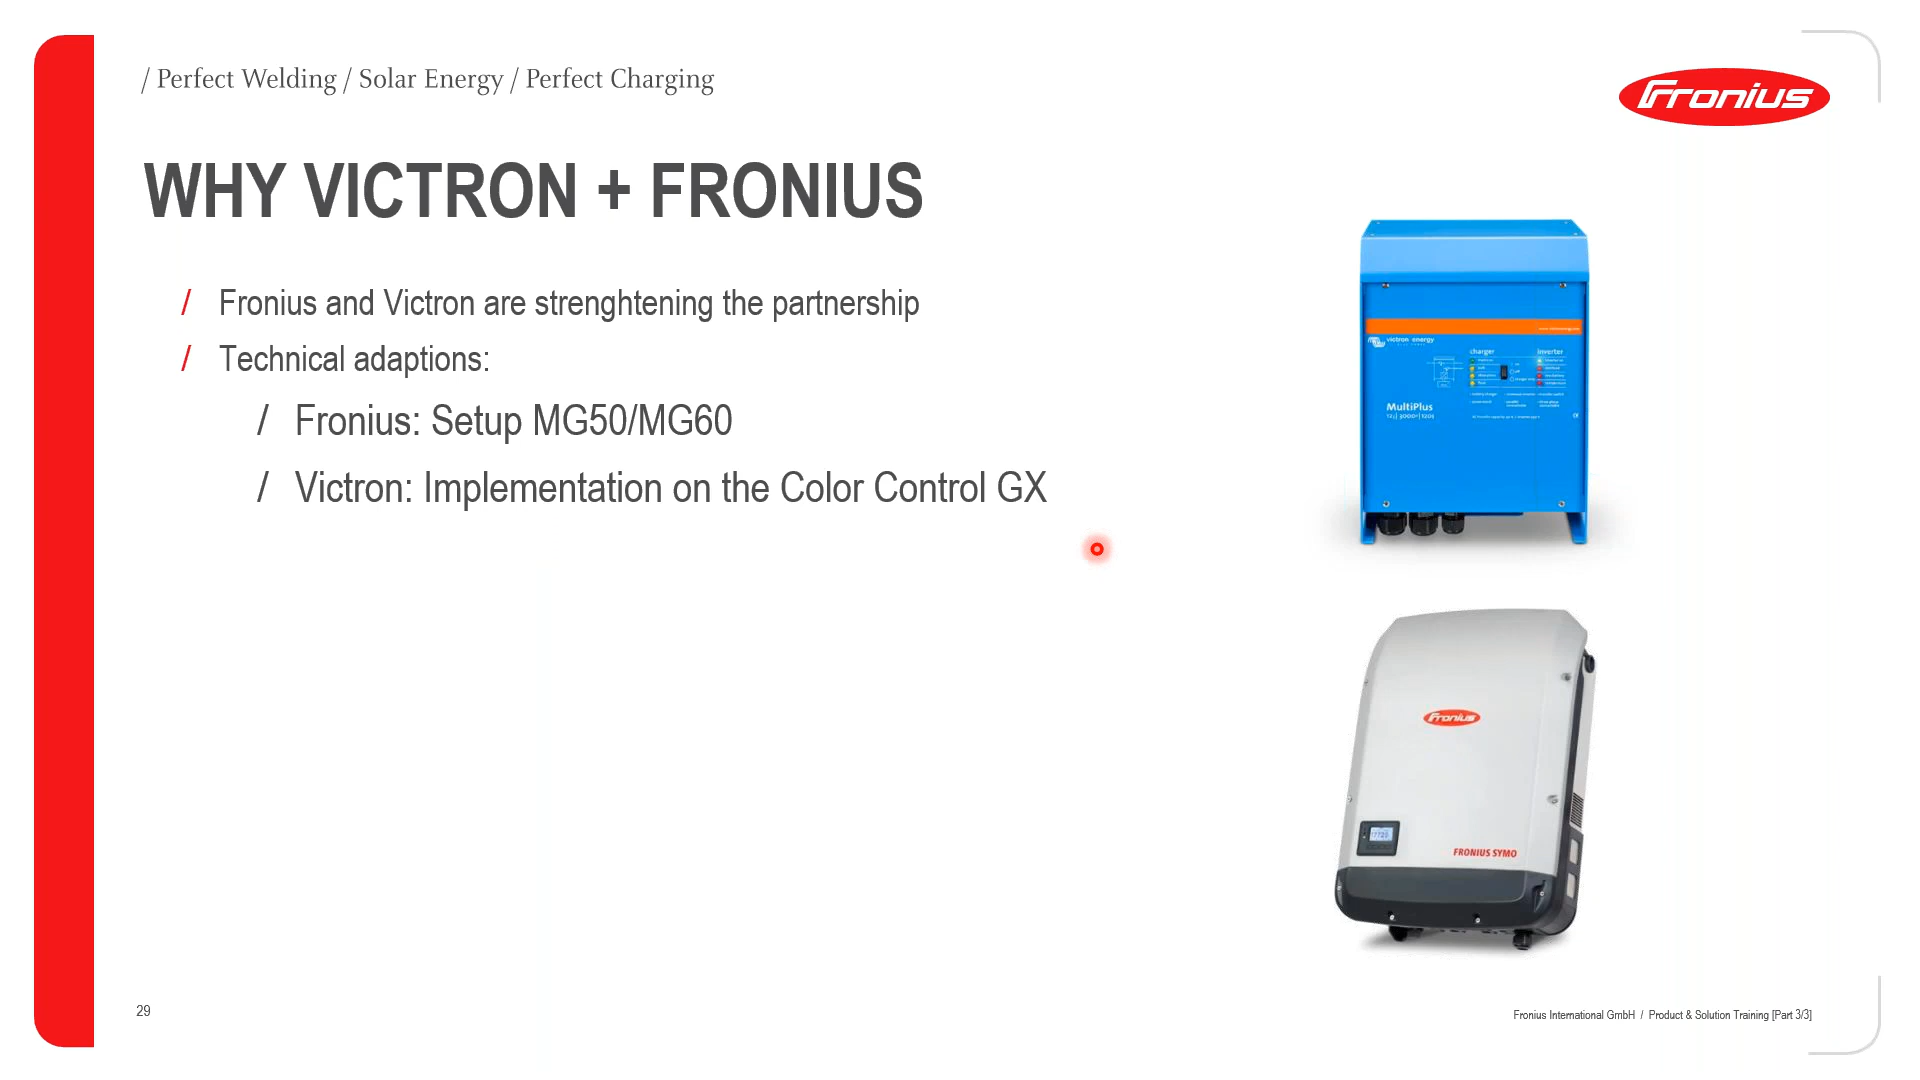 / Perfect Welding / Solar Energy / Perfect Charging
Fronius
WHY VICTRON + FRONIUS
/ Fronius and Victron are strenghtening the partnership
/ Technical adaptions:
/ Fronius: Setup MG50/MG60
/ Victron: Implementation on the Color Control GX
victron energy
charger
inverter
MultiPlus
Fronius
FRONIUS SYMO
29
Fronius International GmbH / Product & Solution Training [Part 3/3]